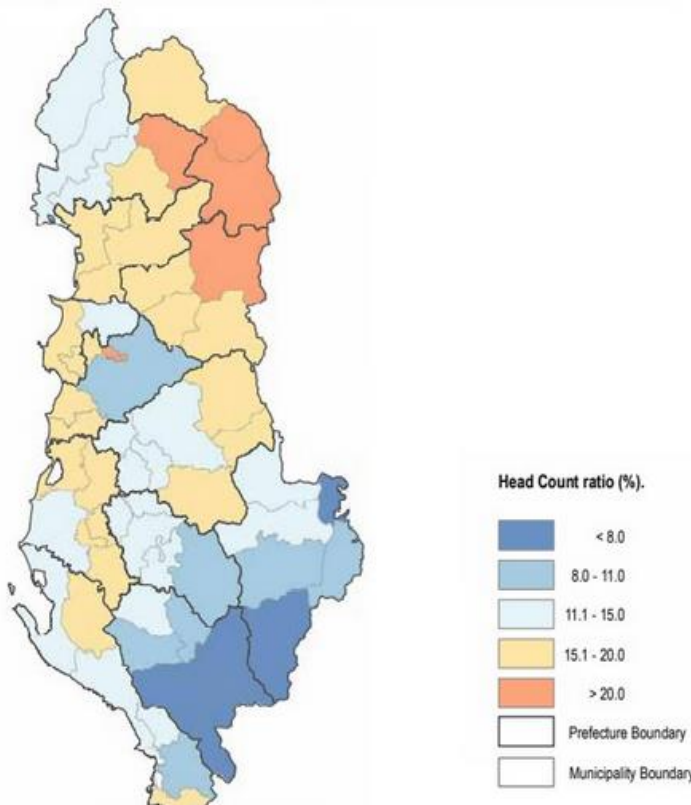 Head Count ratio (%).
< 8.0
8.0 - 11.0
11.1 - 15.0
15.1 - 20.0
> 20.0
Prefecture Boundary
Municipality Boundary